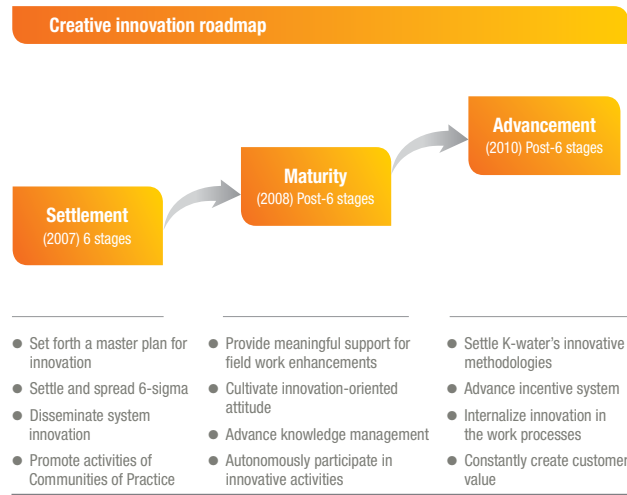 Creative innovation roadmap
Advancement
(2010) Post-6 stages
Maturity
(2008) Post-6 stages
Settlement
(2007) 6 stages
● Set forth a master plan for
innovation
● Settle and spread 6-sigma
● Disseminate system
innovation
● Promote activities of
Communities of Practice
● Provide meaningful support for
field work enhancements
● Cultivate innovation-oriented
attitude
● Advance knowledge management
● Autonomously participate in
innovative activities
● Settle K-water's innovative
methodologies
● Advance incentive system
● Internalize innovation in
the work processes
● Constantly create customer
value